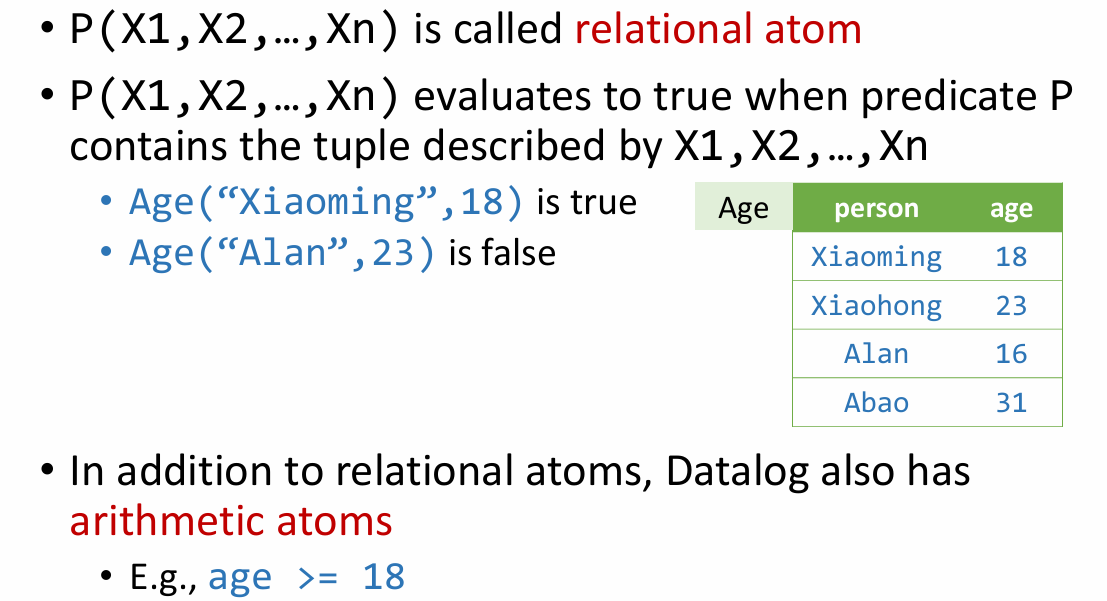 • P(X1,X2,…,Xn) is called relational atom
• P(X1,X2,…,Xn) evaluates to true when predicate P
contains the tuple described by X1,X2,…,Xn
• Age(“Xiaoming”,18) is true
• Age(“Alan”,23) is false
Age person age
Xiaoming 18
Xiaohong 23
Alan 16
Abao 31
• In addition to relational atoms, Datalog also has
arithmetic atoms
• E.g., age >= 18